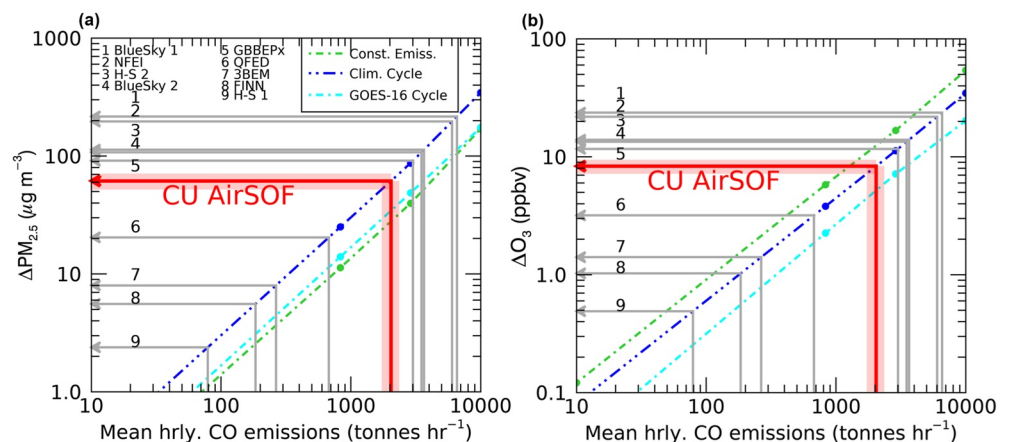 (a)
1000
100
10
1.0
ΔPM2.5 (μg m−3)
1 BlueSky 1
2 NFEI
3 H-S 2
4 BlueSky 2
5 GBBEPx
6 QFED
7 3BEM
8 FINN
9 H-S 1
Const. Emiss.
Clim. Cycle
GOES-16 Cycle
1
2
3
4
5
CU AirSOF
6
7
8
9
10
100
1000
10000
Mean hrly. CO emissions (tonnes hr−1)
(b)
100
10
1.0
0.1
ΔO3 (ppbv)
1
2
3
4
5
CU AirSOF
6
7
8
9
10
100
1000
10000
Mean hrly. CO emissions (tonnes hr−1)